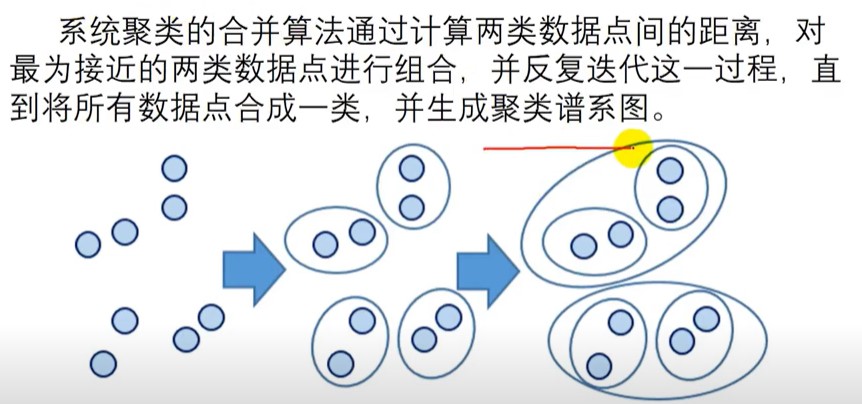 系统聚类的合并算法通过计算两类数据点间的距离，对
最为接近的两类数据点进行组合，并反复迭代这一过程，直
到将所有数据点合成一类，并生成聚类谱系图。